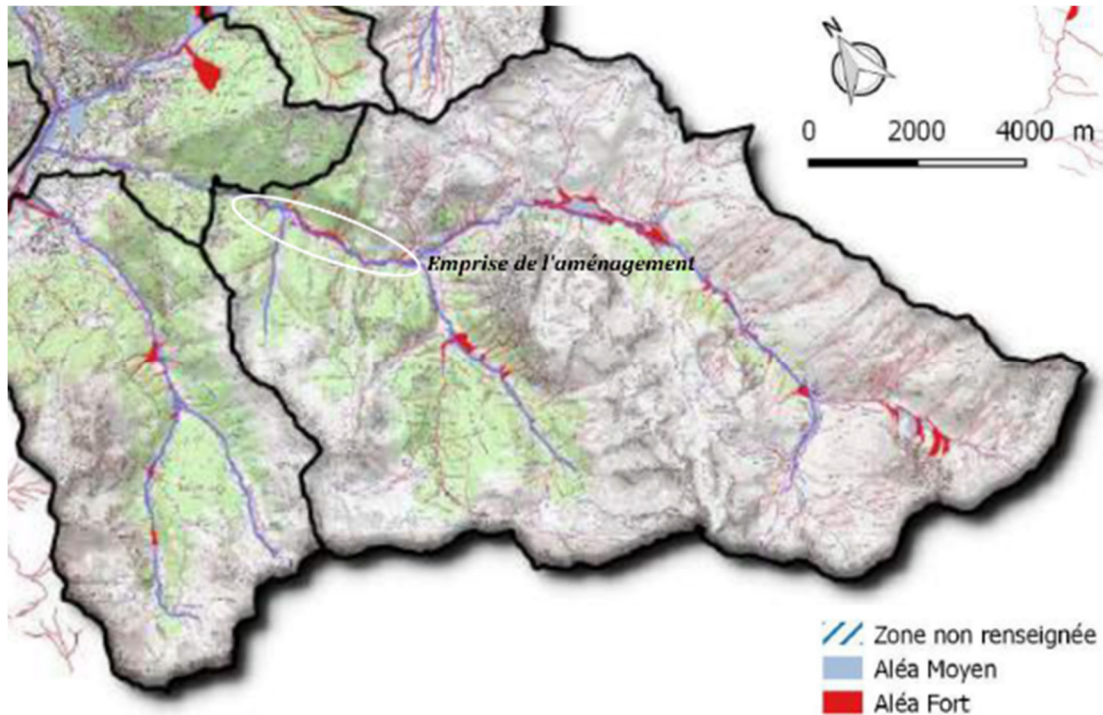 N
0 2000 4000 m
Emprise de l'aménagement
Zone non renseignée
Aléa Moyen
Aléa Fort